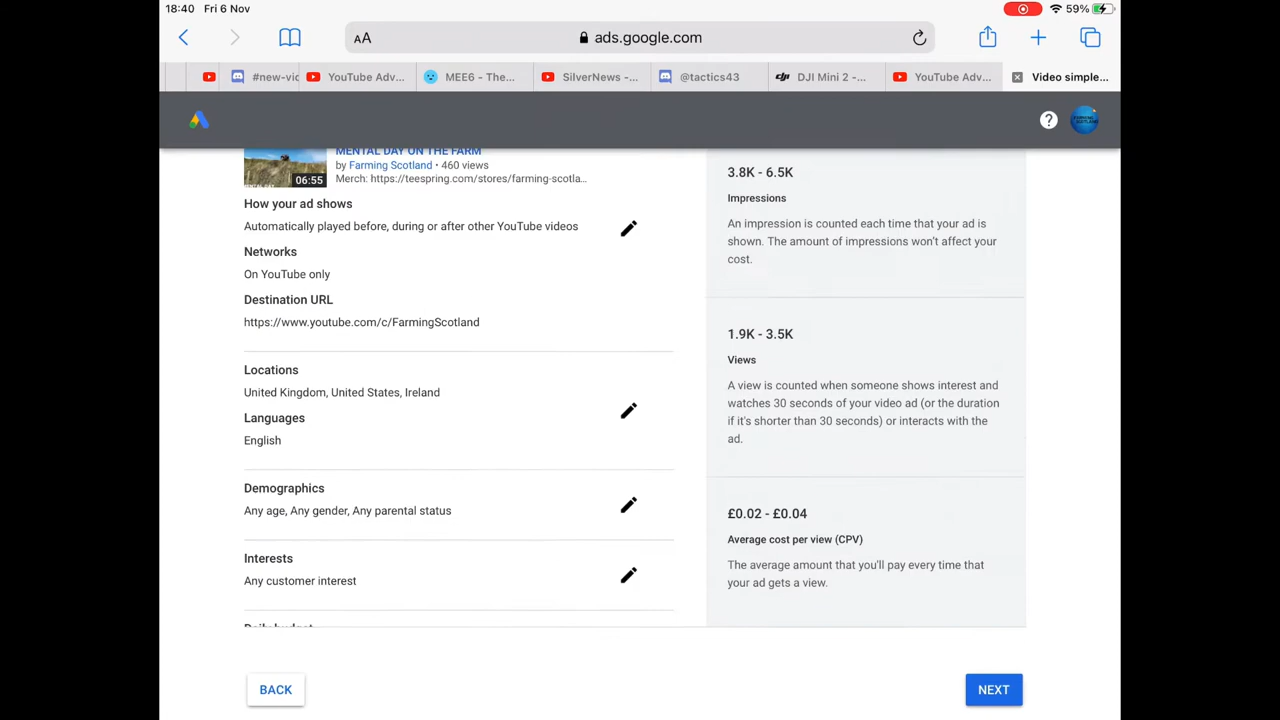 18:40 Fri 6 Nov
59%
AA
ads.google.com
#new-vic
YouTube Adv...
MEE6 - The...
SilverNews -...
@tactics43
DJI Mini 2 -...
YouTube Adv...
Video simple...
?
MENTAL DAY ON THE FARM
by Farming Scotland • 460 views
Merch: https://teespring.com/stores/farming-scotla...
06:55
How your ad shows
Automatically played before, during or after other YouTube videos
Networks
On YouTube only
Destination URL
https://www.youtube.com/c/FarmingScotland
Locations
United Kingdom, United States, Ireland
Languages
English
Demographics
Any age, Any gender, Any parental status
Interests
Any customer interest
Daily budget
3.8K - 6.5K
Impressions
An impression is counted each time that your ad is
shown. The amount of impressions won't affect your
cost.
1.9K - 3.5K
Views
A view is counted when someone shows interest and
watches 30 seconds of your video ad (or the duration
if it's shorter than 30 seconds) or interacts with the
ad.
£0.02 - £0.04
Average cost per view (CPV)
The average amount that you'll pay every time that
your ad gets a view.
BACK
NEXT